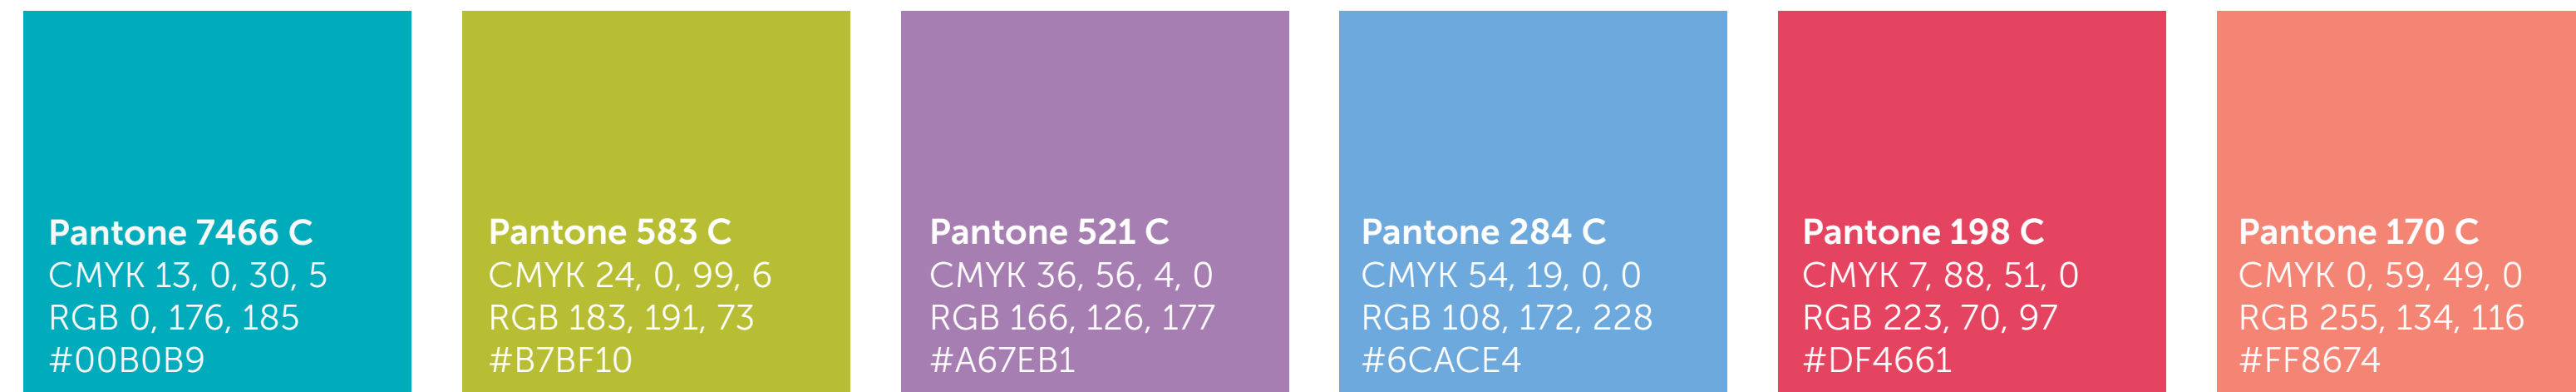 Pantone 7466 C
CMYK 13, 0, 30, 5
RGB 0, 176, 185
#00B0B9
Pantone 583 C
CMYK 24, 0, 99, 6
RGB 183, 191, 73
#B7BF10
Pantone 521 C
CMYK 36, 56, 4, 0
RGB 166, 126, 177
#A67EB1
Pantone 284 C
CMYK 54, 19, 0, 0
RGB 108, 172, 228
#6CACE4
Pantone 198 C
CMYK 7, 88, 51, 0
RGB 223, 70, 97
#DF4661
Pantone 170 C
CMYK 0, 59, 49, 0
RGB 255, 134, 116
#FF8674